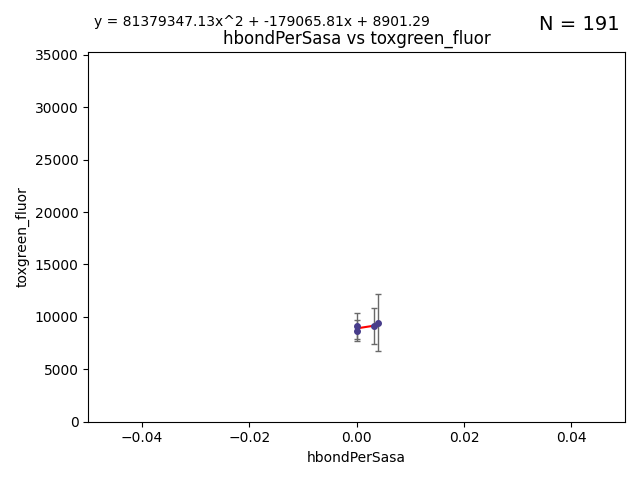 y = 81379347.13x^2 + -179065.81x + 8901.29
N = 191
hbondPerSasa vs toxgreen_fluor
35000
30000
25000
20000
15000
10000
5000
0
toxgreen_fluor
−0.04
−0.02
0.00
0.02
0.04
hbondPerSasa